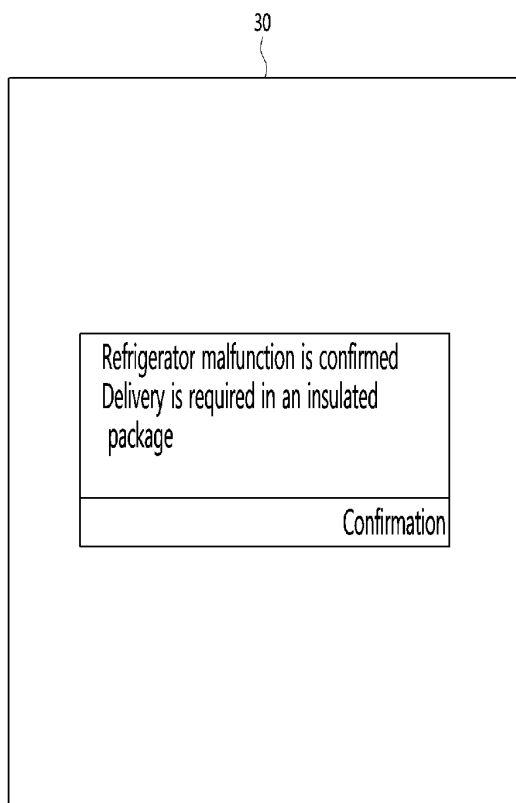 30
Refrigerator malfunction is confirmed
Delivery is required in an insulated
package
Confirmation